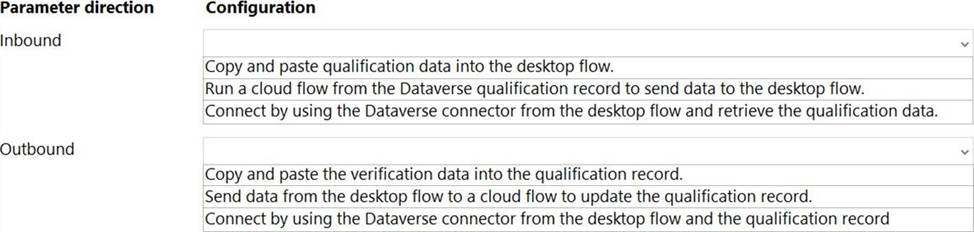 Parameter direction Configuration
Inbound
Copy and paste qualification data into the desktop flow.
Run a cloud flow from the Dataverse qualification record to send data to the desktop flow.
Connect by using the Dataverse connector from the desktop flow and retrieve the qualification data.
Outbound
Copy and paste the verification data into the qualification record.
Send data from the desktop flow to a cloud flow to update the qualification record.
Connect by using the Dataverse connector from the desktop flow and the qualification record